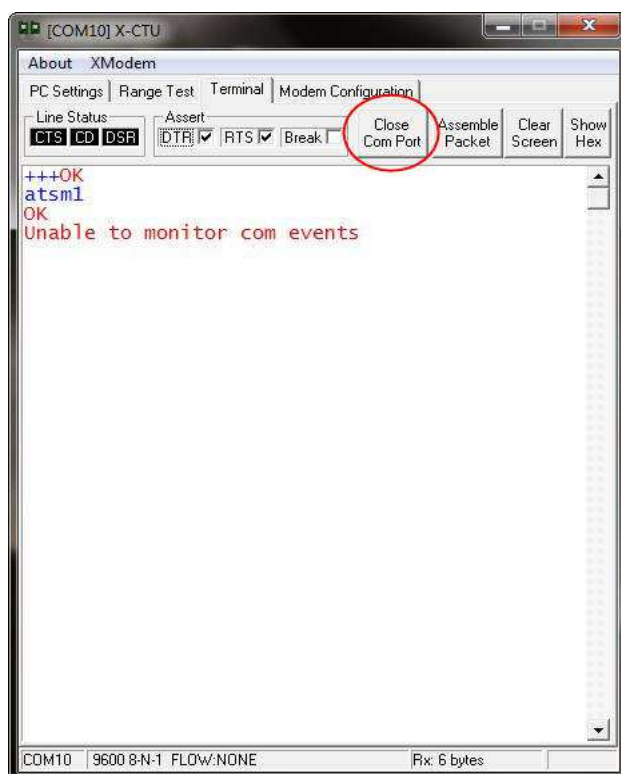 [COM10] X-CTU
About XModem
PC Settings Range Test Terminal Modem Configuration
Line Status Assert
CTS CD DSR DTR RTS Break
Close
Com Port
Assemble
Packet
Clear
Screen
Show
Hex
+++OK
atsm1
OK
Unable to monitor com events
COM10 9600 8-N-1 FLOW:NONE Rx: 6 bytes